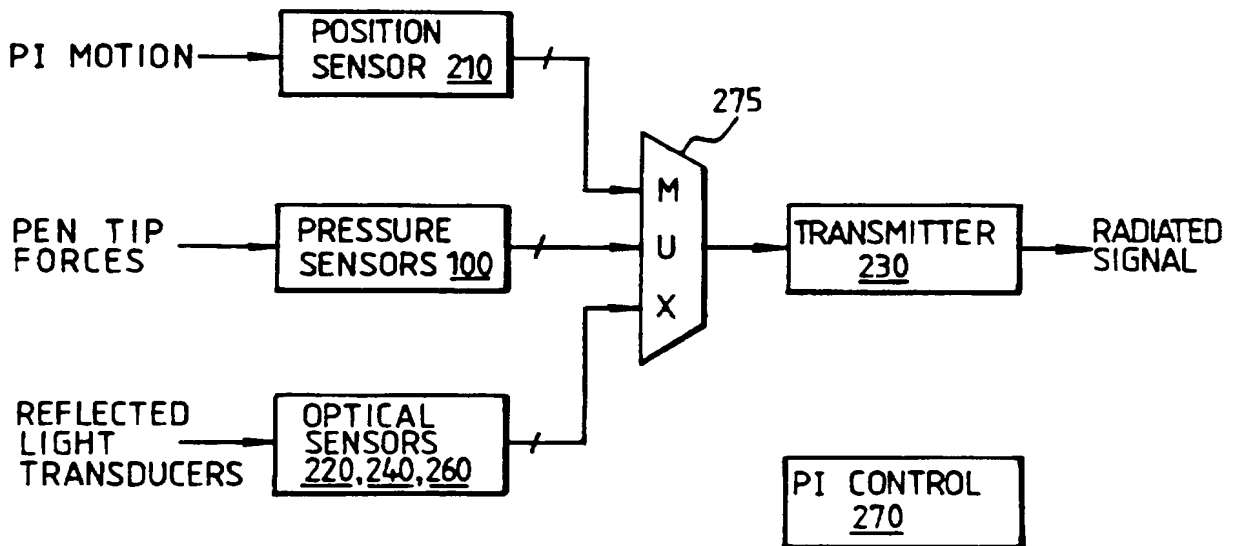 PI MOTION
POSITION
SENSOR 210
275
PEN TIP
FORCES
PRESSURE
SENSORS 100
M
U
X
TRANSMITTER
230
RADIATED
SIGNAL
REFLECTED
LIGHT
TRANSDUCERS
OPTICAL
SENSORS
220, 240, 260
PI CONTROL
270